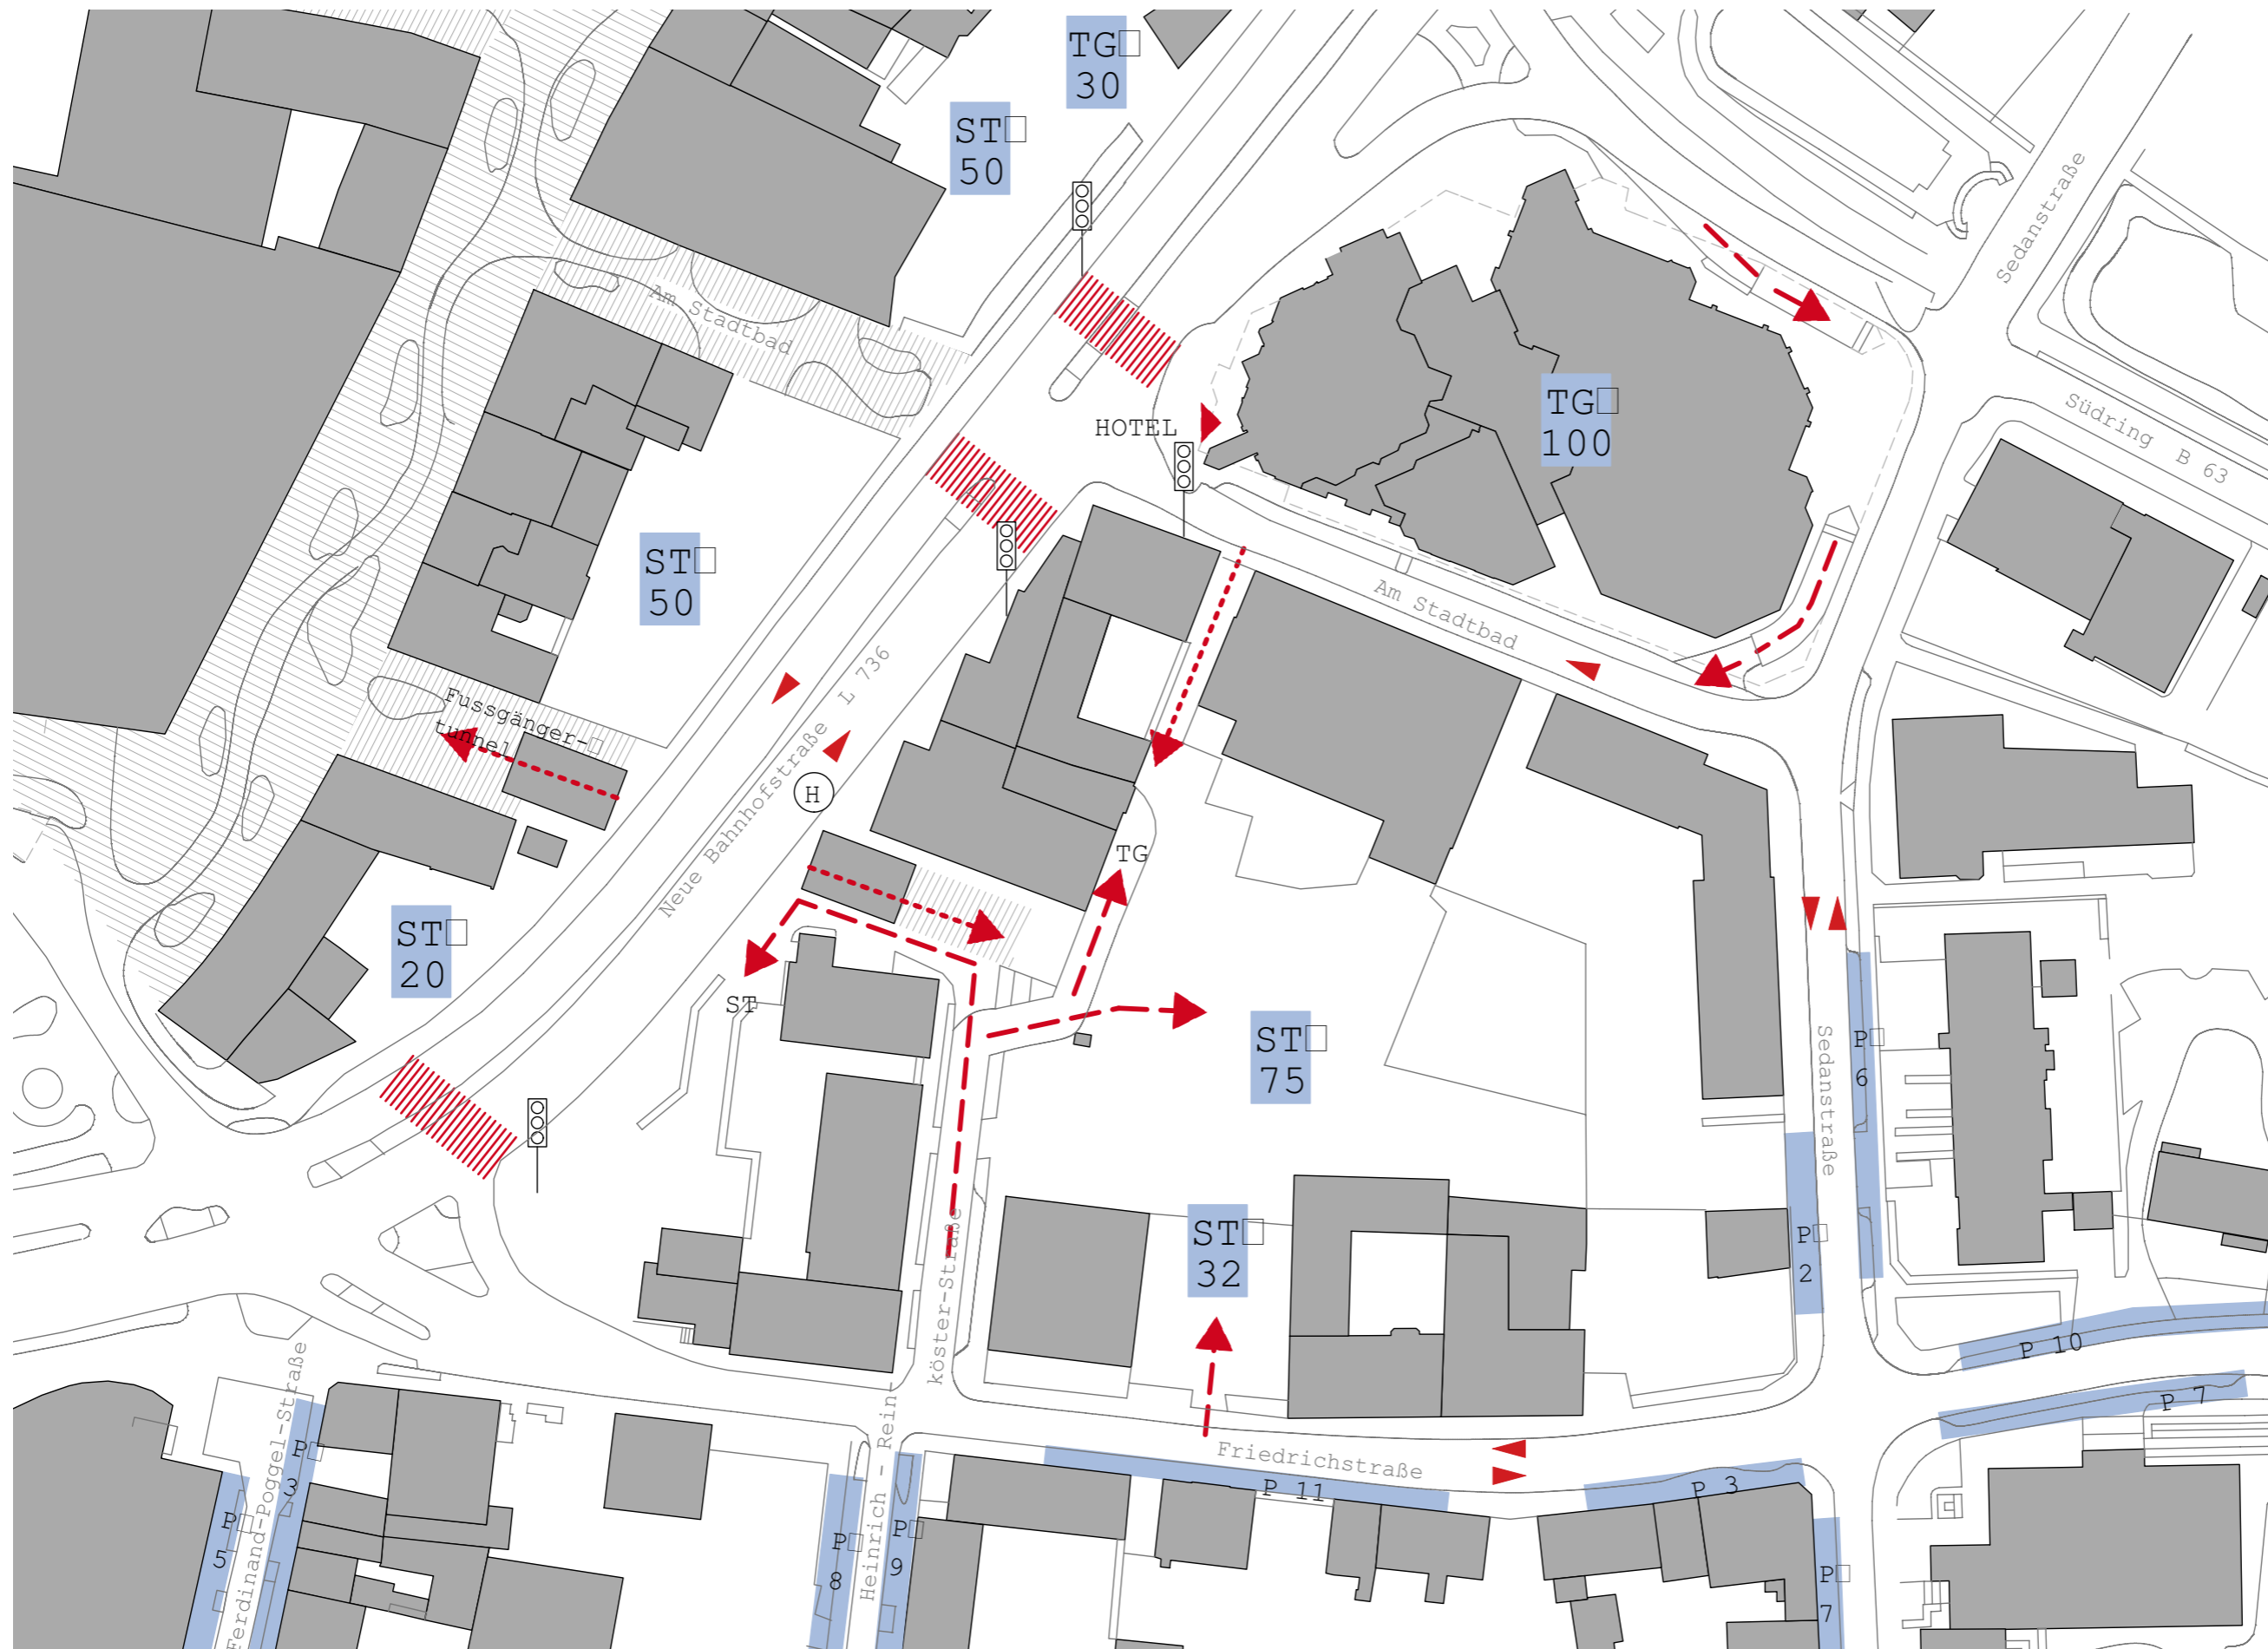 TG
30
ST
50
Sedanstraße
Am Stadtbad
HOTEL
TG
100
Südring B 63
ST
50
Am Stadtbad
Neue Bahnhofstraße L 736
Fussgänger-
tunnel
H
TG
ST
20
ST
ST
75
P
6
Sedanstraße
ST
32
P
2
köster-Straße
P 10
P 7
Ferdinand-Poggel-Straße
P
3
Heinrich - Rein-
Friedrichstraße
P 11
P 3
P
5
P
8
P
9
P
7